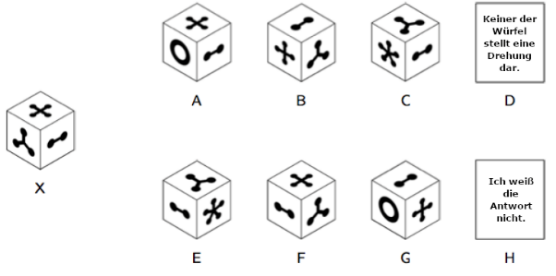 Keiner der
Würfel
stellt eine
Drehung
dar.
A
B
C
D
X
Ich weiß
die
Antwort
nicht.
E
F
G
H